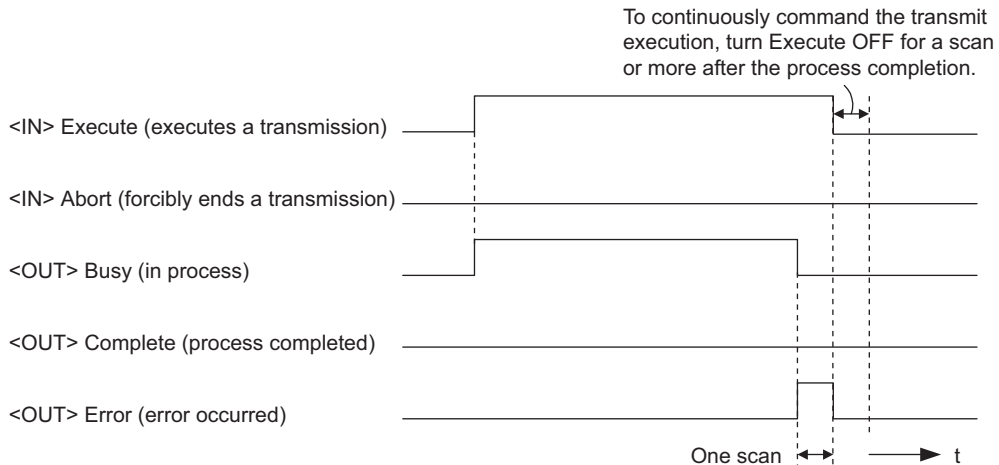 To continuously command the transmit
execution, turn Execute OFF for a scan
or more after the process completion.
<IN> Execute (executes a transmission)
<IN> Abort (forcibly ends a transmission)
<OUT> Busy (in process)
<OUT> Complete (process completed)
<OUT> Error (error occurred)
One scan
t